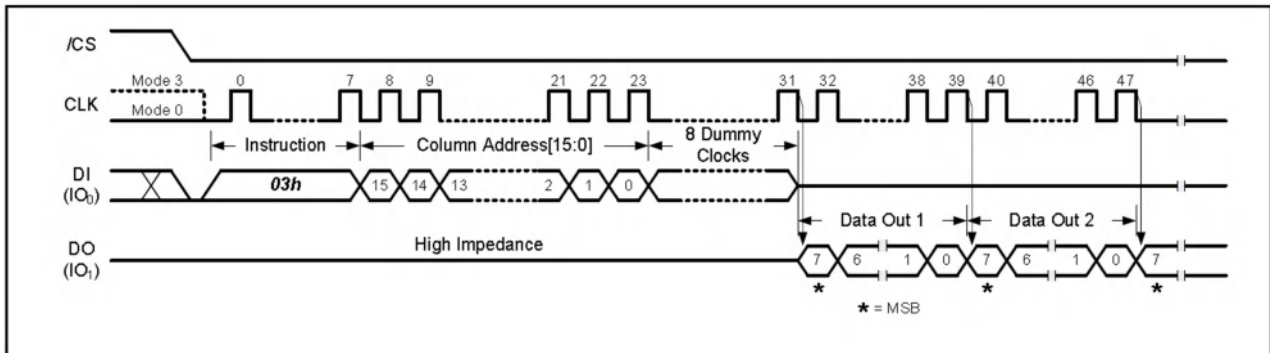 /CS
Mode 3 0 7 8 9 21 22 23 31 32 38 39 40 46 47
CLK
Mode 0
Instruction Column Address[15:0] 8 Dummy Clocks
DI (IO0) 03h 15 14 13 2 1 0
Data Out 1 Data Out 2
High Impedance
DO (IO1) 7 6 1 0 7 6 1 0 7
* * *
* = MSB